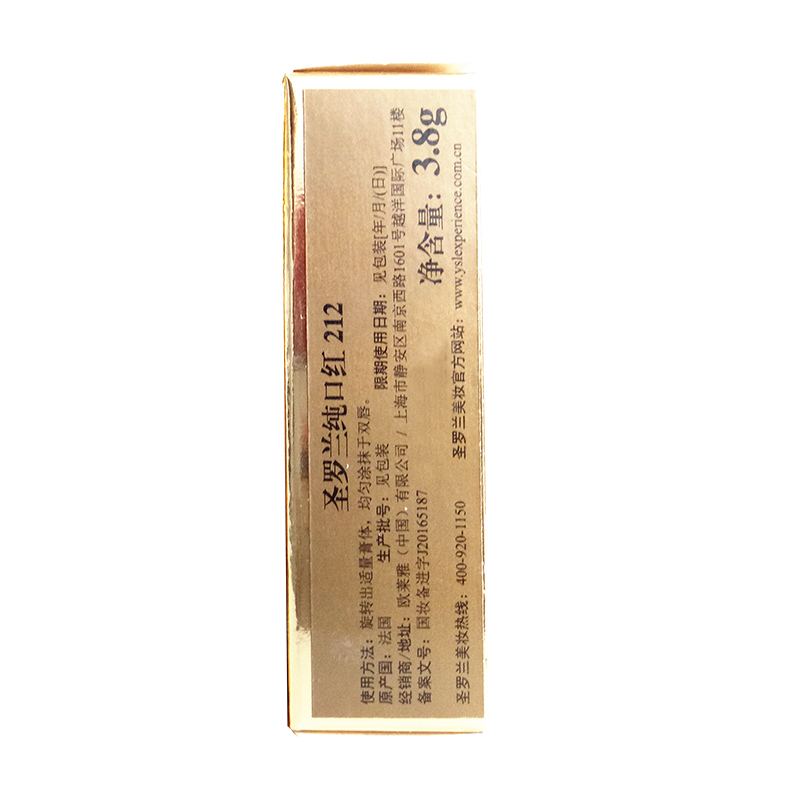 圣罗兰纯口红 212
使用方法：旋转出适量膏体，均匀涂抹于双唇。
原产国：法国 生产批号：见包装 限期使用日期：见包装[年/月/(日)]
经销商/地址：欧莱雅（中国）有限公司 / 上海市静安区南京西路1601号越洋国际广场11楼
备案文号：国妆备进字J20165187 净含量：3.8g
圣罗兰美妆热线：400-920-1150 圣罗兰美妆官方网站：www.yslexperience.com.cn